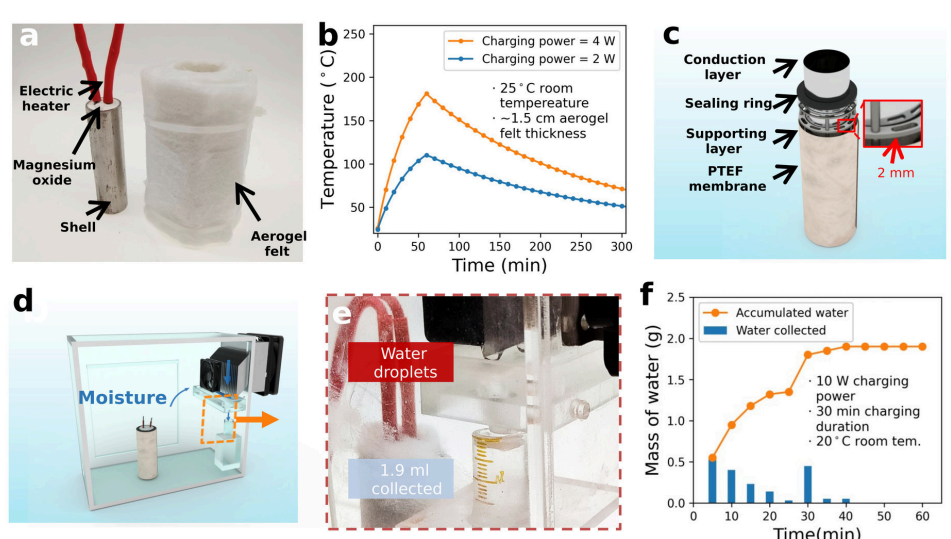 a
Electric
heater
Magnesium
oxide
Shell
Aerogel
felt
b
Temperature (°C)
250
200
150
100
50
0
50
100
150
200
250
300
Time (min)
Charging power = 4 W
Charging power = 2 W
· 25°C room
tempereature
· ~1.5 cm aerogel
felt thickness
c
Conduction
layer
Sealing ring
Supporting
layer
PTEF
membrane
2 mm
d
Moisture
e
Water
droplets
1.9 ml
collected
f
Mass of water (g)
2.5
2.0
1.5
1.0
0.5
0.0
0
10
20
30
40
50
60
Time(min)
Accumulated water
Water collected
· 10 W charging
power
· 30 min charging
duration
· 20°C room tem.